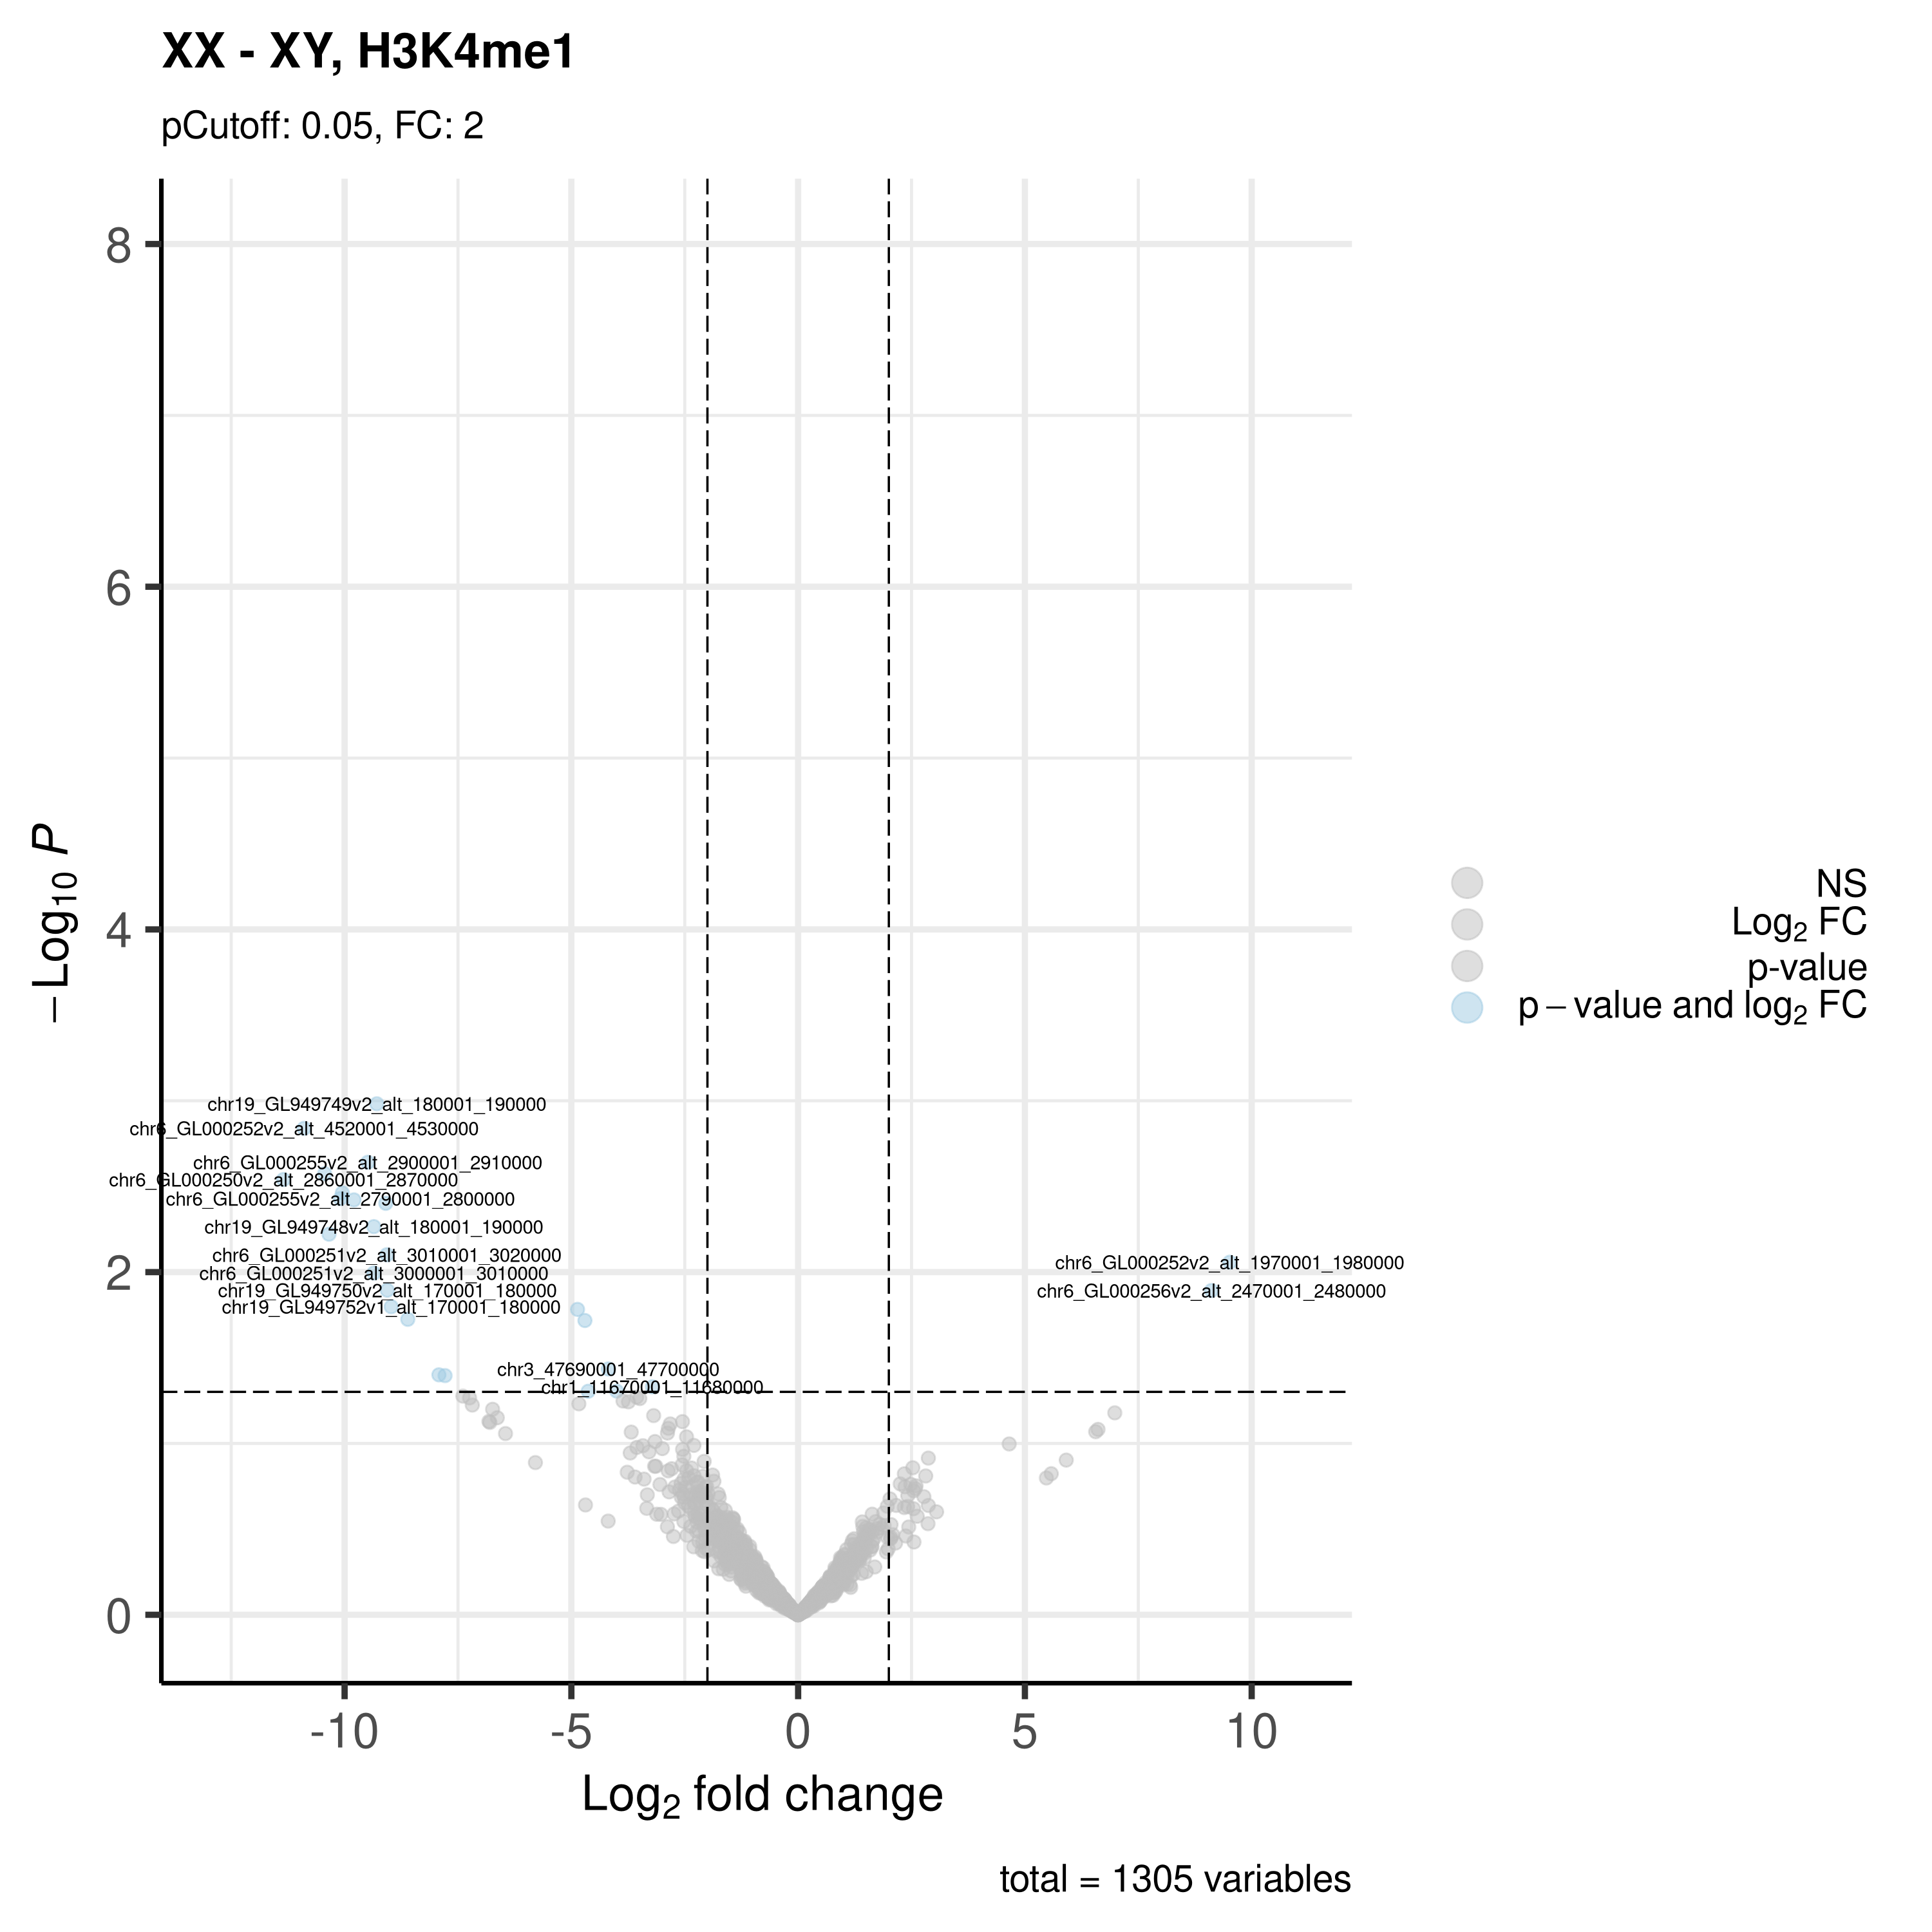 XX - XY, H3K4me1
pCutoff: 0.05, FC: 2
8
6
4
2
0
−Log10 P
chr19_GL949749v2_alt_180001_190000
chr6_GL000252v2_alt_4520001_4530000
chr6_GL000255v2_alt_2900001_2910000
chr6_GL000250v2_alt_2860001_2870000
chr6_GL000255v2_alt_2790001_2800000
chr19_GL949748v2_alt_180001_190000
chr6_GL000251v2_alt_3010001_3020000
chr6_GL000251v2_alt_3000001_3010000
chr19_GL949750v2_alt_170001_180000
chr19_GL949752v1_alt_170001_180000
chr6_GL000252v2_alt_1970001_1980000
chr6_GL000256v2_alt_2470001_2480000
chr3_47690001_47700000
chr1_11670001_11680000
-10
-5
0
5
10
Log2 fold change
NS
Log2 FC
p-value
p − value and log2 FC
total = 1305 variables